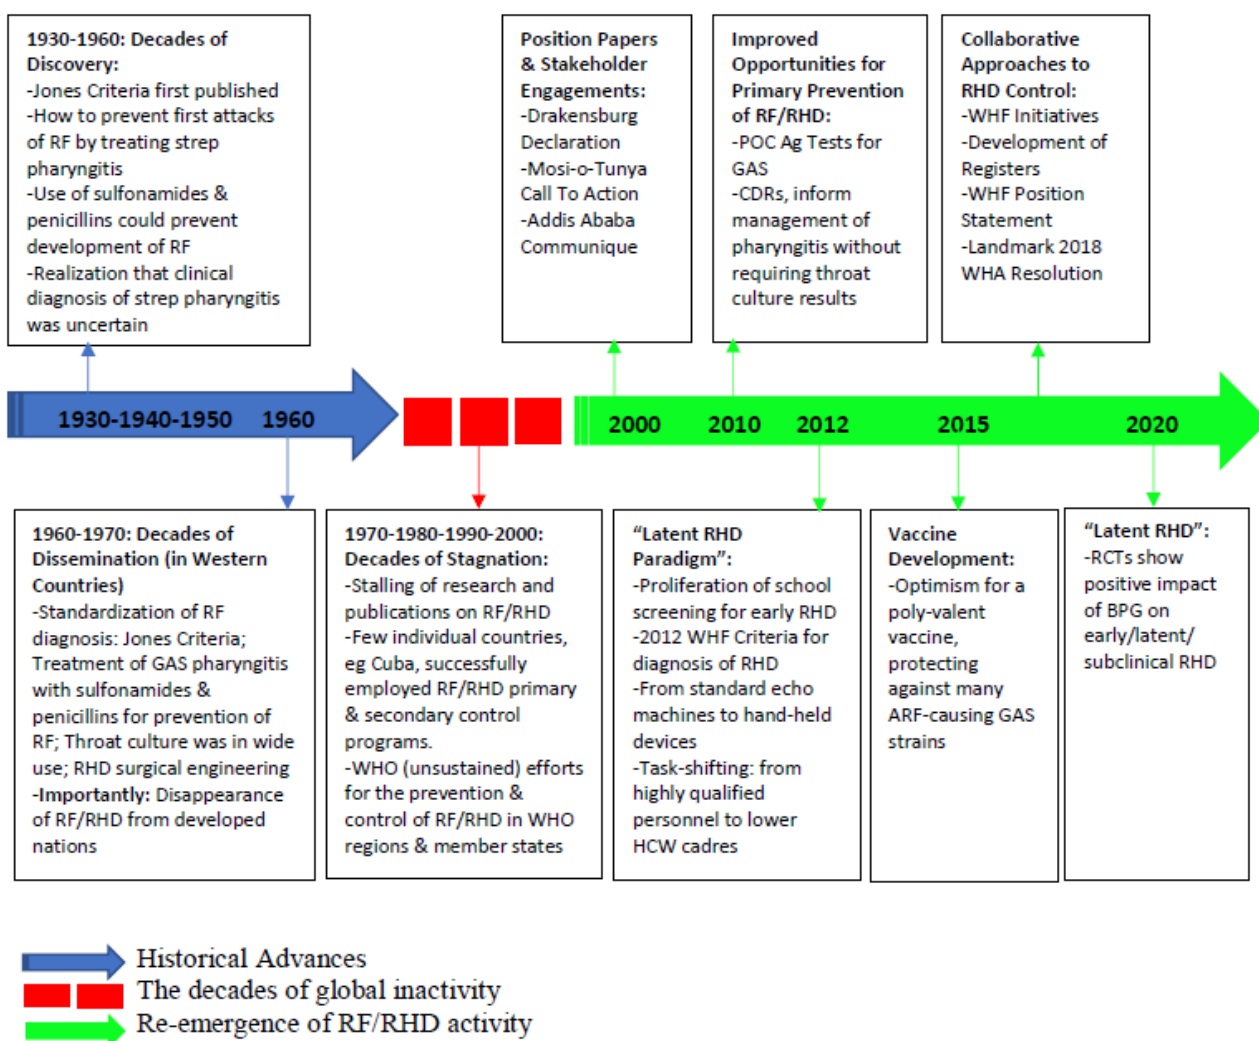 1930-1960: Decades of
Discovery:
-Jones Criteria first published
-How to prevent first attacks
of RF by treating strep
pharyngitis
-Use of sulfonamides &
penicillins could prevent
development of RF
-Realization that clinical
diagnosis of strep pharyngitis
was uncertain
Position Papers
& Stakeholder
Engagements:
-Drakensburg
Declaration
-Mosi-o-Tunya
Call To Action
-Addis Ababa
Communique
Improved
Opportunities for
Primary Prevention
of RF/RHD:
-POC Ag Tests for
GAS
-CDRs, inform
management of
pharyngitis without
requiring throat
culture results
Collaborative
Approaches to
RHD Control:
-WHF Initiatives
-Development of
Registers
-WHF Position
Statement
-Landmark 2018
WHA Resolution
1930-1940-1950 1960
2000 2010 2012 2015 2020
1960-1970: Decades of
Dissemination (in Western
Countries)
-Standardization of RF
diagnosis: Jones Criteria;
Treatment of GAS pharyngitis
with sulfonamides &
penicillins for prevention of
RF; Throat culture was in wide
use; RHD surgical engineering
-Importantly: Disappearance
of RF/RHD from developed
nations
1970-1980-1990-2000:
Decades of Stagnation:
-Stalling of research and
publications on RF/RHD
-Few individual countries,
eg Cuba, successfully
employed RF/RHD primary
& secondary control
programs.
-WHO (unsustained) efforts
for the prevention &
control of RF/RHD in WHO
regions & member states
“Latent RHD
Paradigm”:
-Proliferation of school
screening for early RHD
-2012 WHF Criteria for
diagnosis of RHD
-From standard echo
machines to hand-held
devices
-Task-shifting: from
highly qualified
personnel to lower
HCW cadres
Vaccine
Development:
-Optimism for a
poly-valent
vaccine,
protecting
against many
ARF-causing GAS
strains
“Latent RHD”:
-RCTs show
positive impact
of BPG on
early/latent/
subclinical RHD
Historical Advances
The decades of global inactivity
Re-emergence of RF/RHD activity